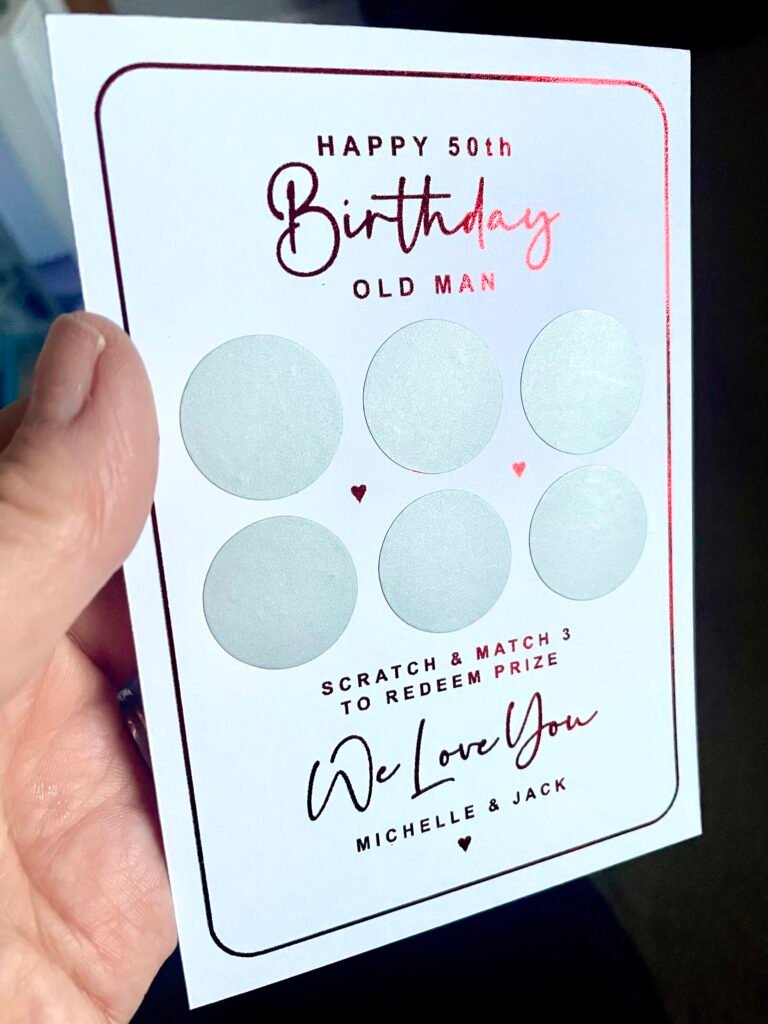 HAPPY 50th
Birthday
OLD MAN
SCRATCH & MATCH 3
TO REDEEM PRIZE
We Love You
MICHELLE & JACK